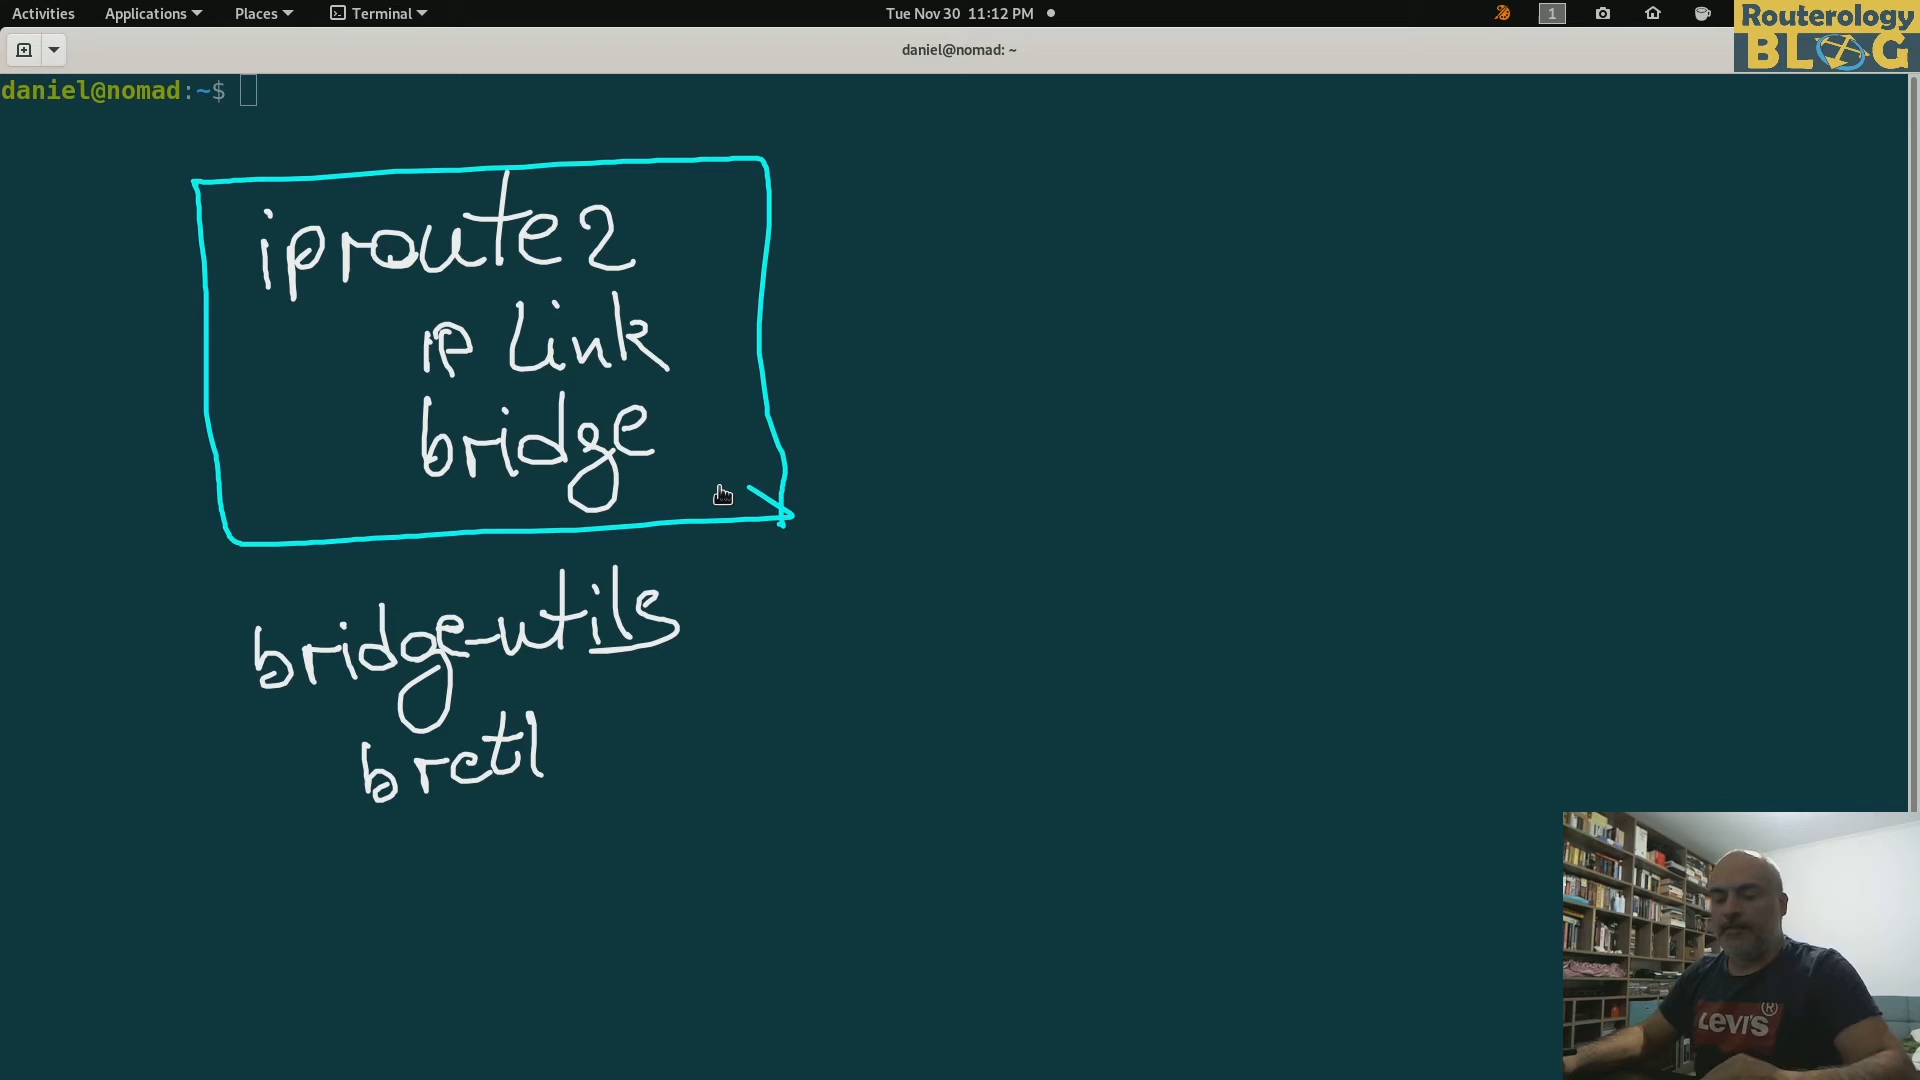 Activities Applications Places Terminal Tue Nov 30 11:12 PM 1
Routerology
BLOG
daniel@nomad: ~
daniel@nomad:~$
iproute2
ip link
bridge
bridge-utils
brctl
LEVI'S ®